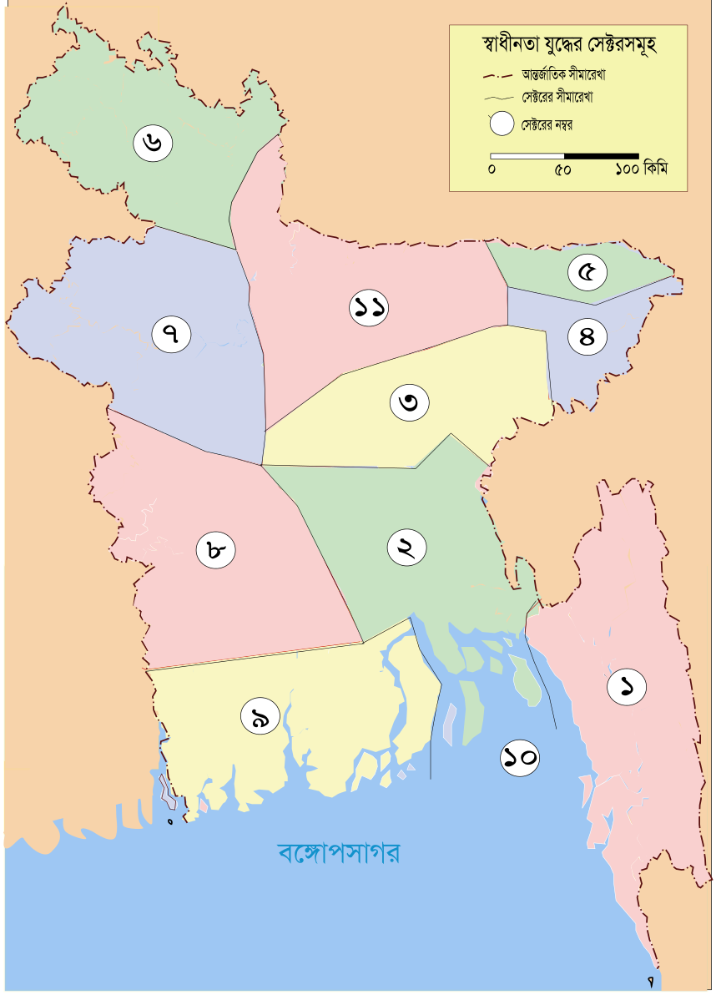 স্বাধীনতা যুদ্ধের সেক্টরসমূহ
আন্তর্জাতিক সীমারেখা
সেক্টরের সীমারেখা
সেক্টরের নম্বর
০ ৫০ ১০০ কিমি
৬
৫
১১
৭
৪
৩
২
৮
১
৯
১০
বঙ্গোপসাগর